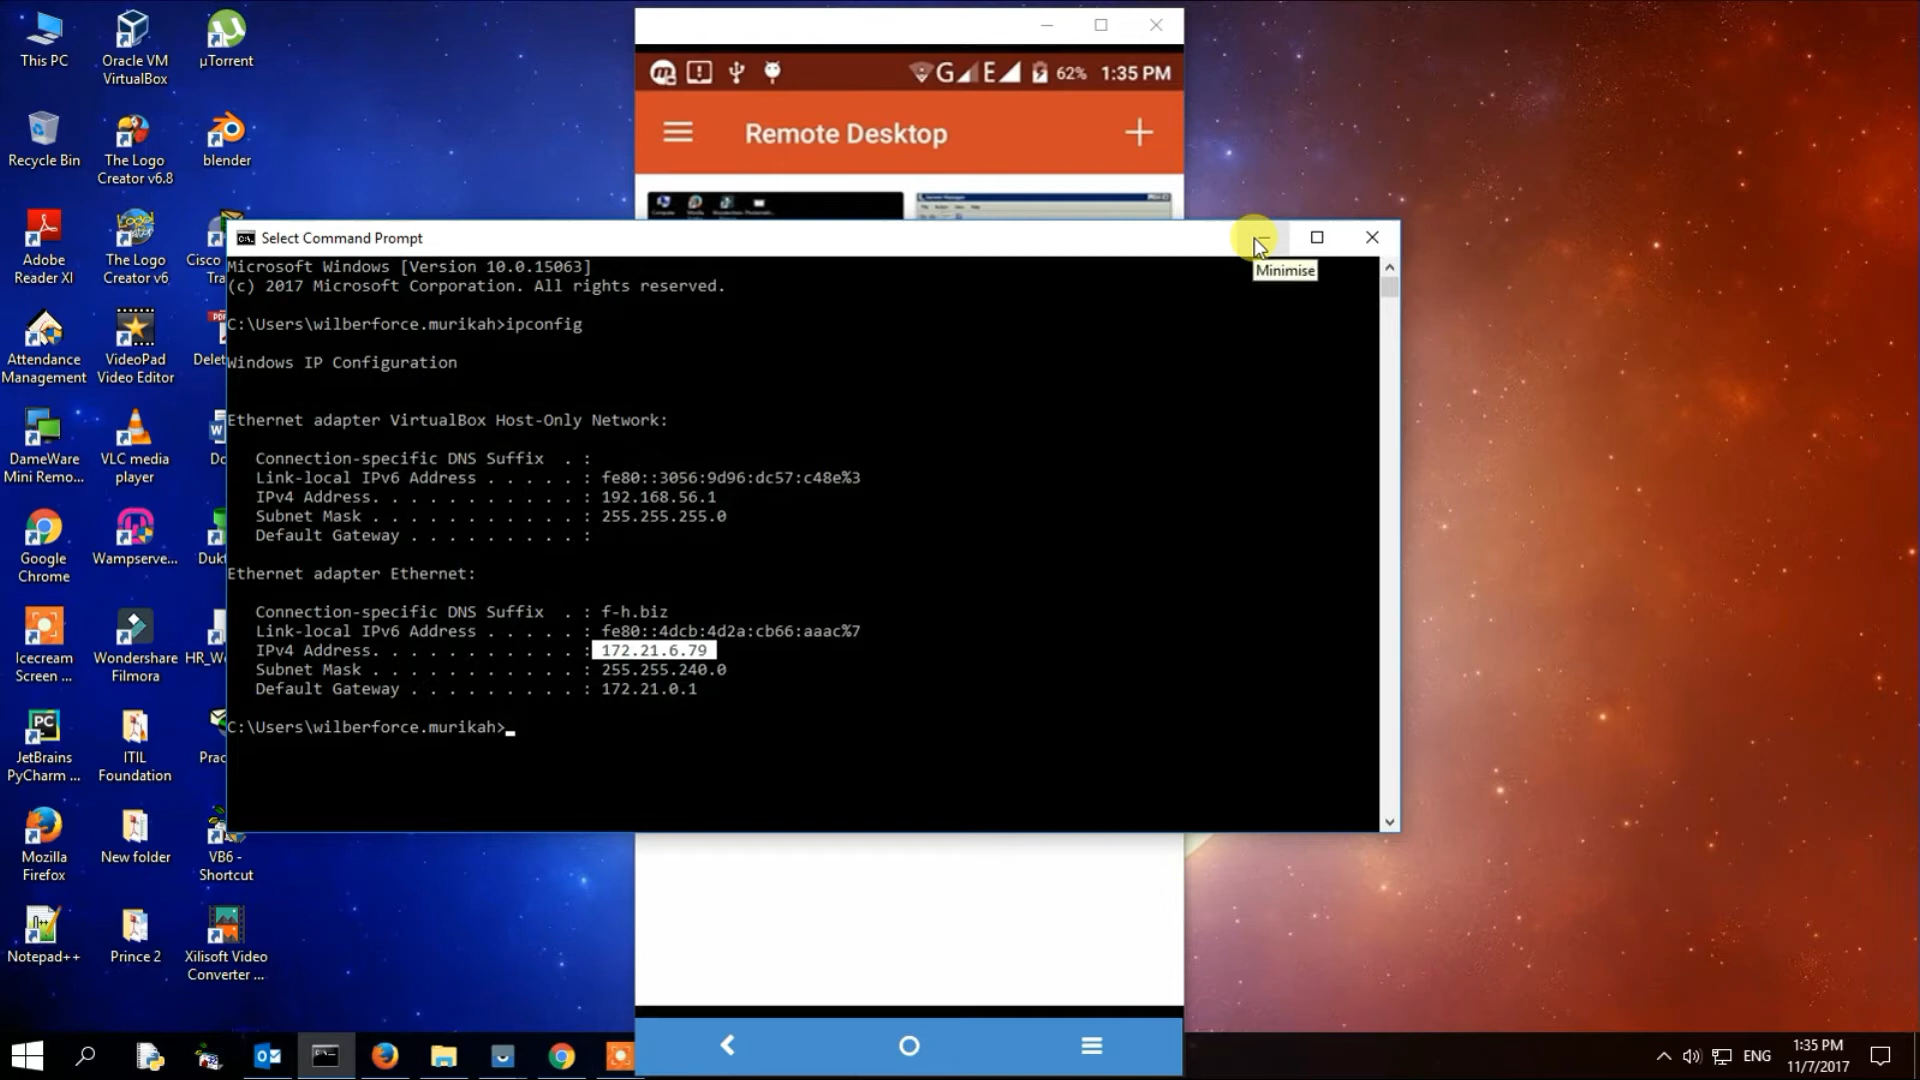 This PC
Oracle VM
VirtualBox
µTorrent
Recycle Bin
The Logo
Creator v6.8
blender
Adobe
Reader XI
The Logo
Creator v6
Cisco
Tra...
Attendance
Management
VideoPad
Video Editor
Delet
DameWare
Mini Remo...
VLC media
player
Do
Google
Chrome
Wampserve...
Dukt
Icecream
Screen ...
Wondershare
Filmora
HR_W
JetBrains
PyCharm ...
ITIL
Foundation
Prac
Mozilla
Firefox
New folder
VB6 -
Shortcut
Notepad++
Prince 2
Xilisoft Video
Converter ...
G E 62% 1:35 PM
Remote Desktop
Select Command Prompt
Minimise
Microsoft Windows [Version 10.0.15063]
(c) 2017 Microsoft Corporation. All rights reserved.
C:\Users\wilberforce.murikah>ipconfig
Windows IP Configuration
Ethernet adapter VirtualBox Host-Only Network:
Connection-specific DNS Suffix . :
Link-local IPv6 Address . . . . . : fe80::3056:9d96:dc57:c48e%3
IPv4 Address. . . . . . . . . . . : 192.168.56.1
Subnet Mask . . . . . . . . . . . : 255.255.255.0
Default Gateway . . . . . . . . . :
Ethernet adapter Ethernet:
Connection-specific DNS Suffix . : f-h.biz
Link-local IPv6 Address . . . . . : fe80::4dcb:4d2a:cb66:aaac%7
IPv4 Address. . . . . . . . . . . : 172.21.6.79
Subnet Mask . . . . . . . . . . . : 255.255.240.0
Default Gateway . . . . . . . . . : 172.21.0.1
C:\Users\wilberforce.murikah>
ENG
1:35 PM
11/7/2017